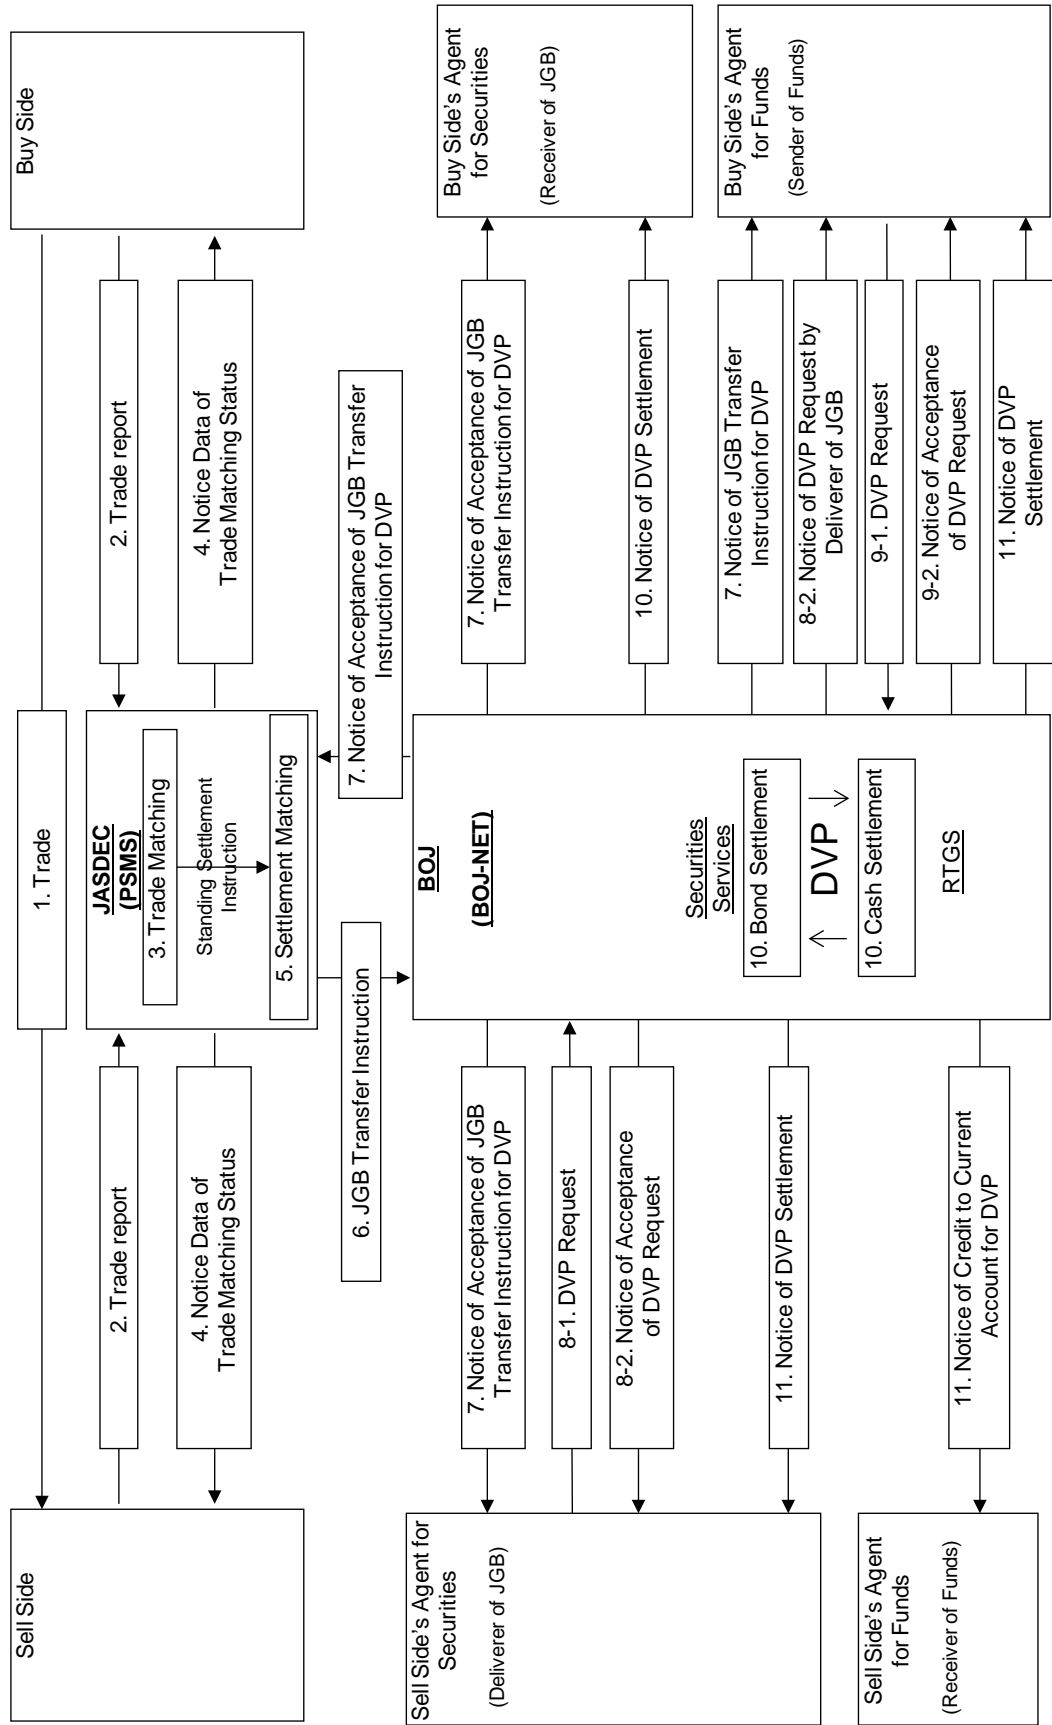 Sell Side
1. Trade
Buy Side
2. Trade report
JASDEC
(PSMS)
2. Trade report
3. Trade Matching
4. Notice Data of
Trade Matching Status
Standing Settlement
Instruction
4. Notice Data of
Trade Matching Status
5. Settlement Matching
6. JGB Transfer Instruction
7. Notice of Acceptance of JGB Transfer
Instruction for DVP
Sell Side's Agent for
Securities
(Deliverer of JGB)
7. Notice of Acceptance of JGB
Transfer Instruction for DVP
8-1. DVP Request
8-2. Notice of Acceptance
of DVP Request
11. Notice of DVP Settlement
BOJ
(BOJ-NET)
Securities
Services
10. Bond Settlement
DVP
10. Cash Settlement
RTGS
7. Notice of Acceptance of JGB
Transfer Instruction for DVP
10. Notice of DVP Settlement
Buy Side's Agent
for Securities
(Receiver of JGB)
Sell Side's Agent
for Funds
(Receiver of Funds)
11. Notice of Credit to Current
Account for DVP
7. Notice of JGB Transfer
Instruction for DVP
8-2. Notice of DVP Request by
Deliverer of JGB
9-1. DVP Request
9-2. Notice of Acceptance
of DVP Request
11. Notice of DVP
Settlement
Buy Side's Agent
for Funds
(Sender of Funds)